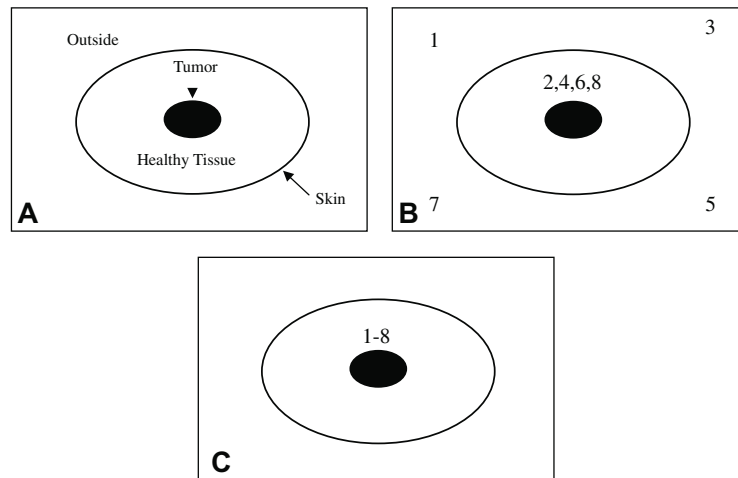 Outside
Tumor
Healthy Tissue
Skin
A
1
3
2,4,6,8
7
5
B
1-8
C